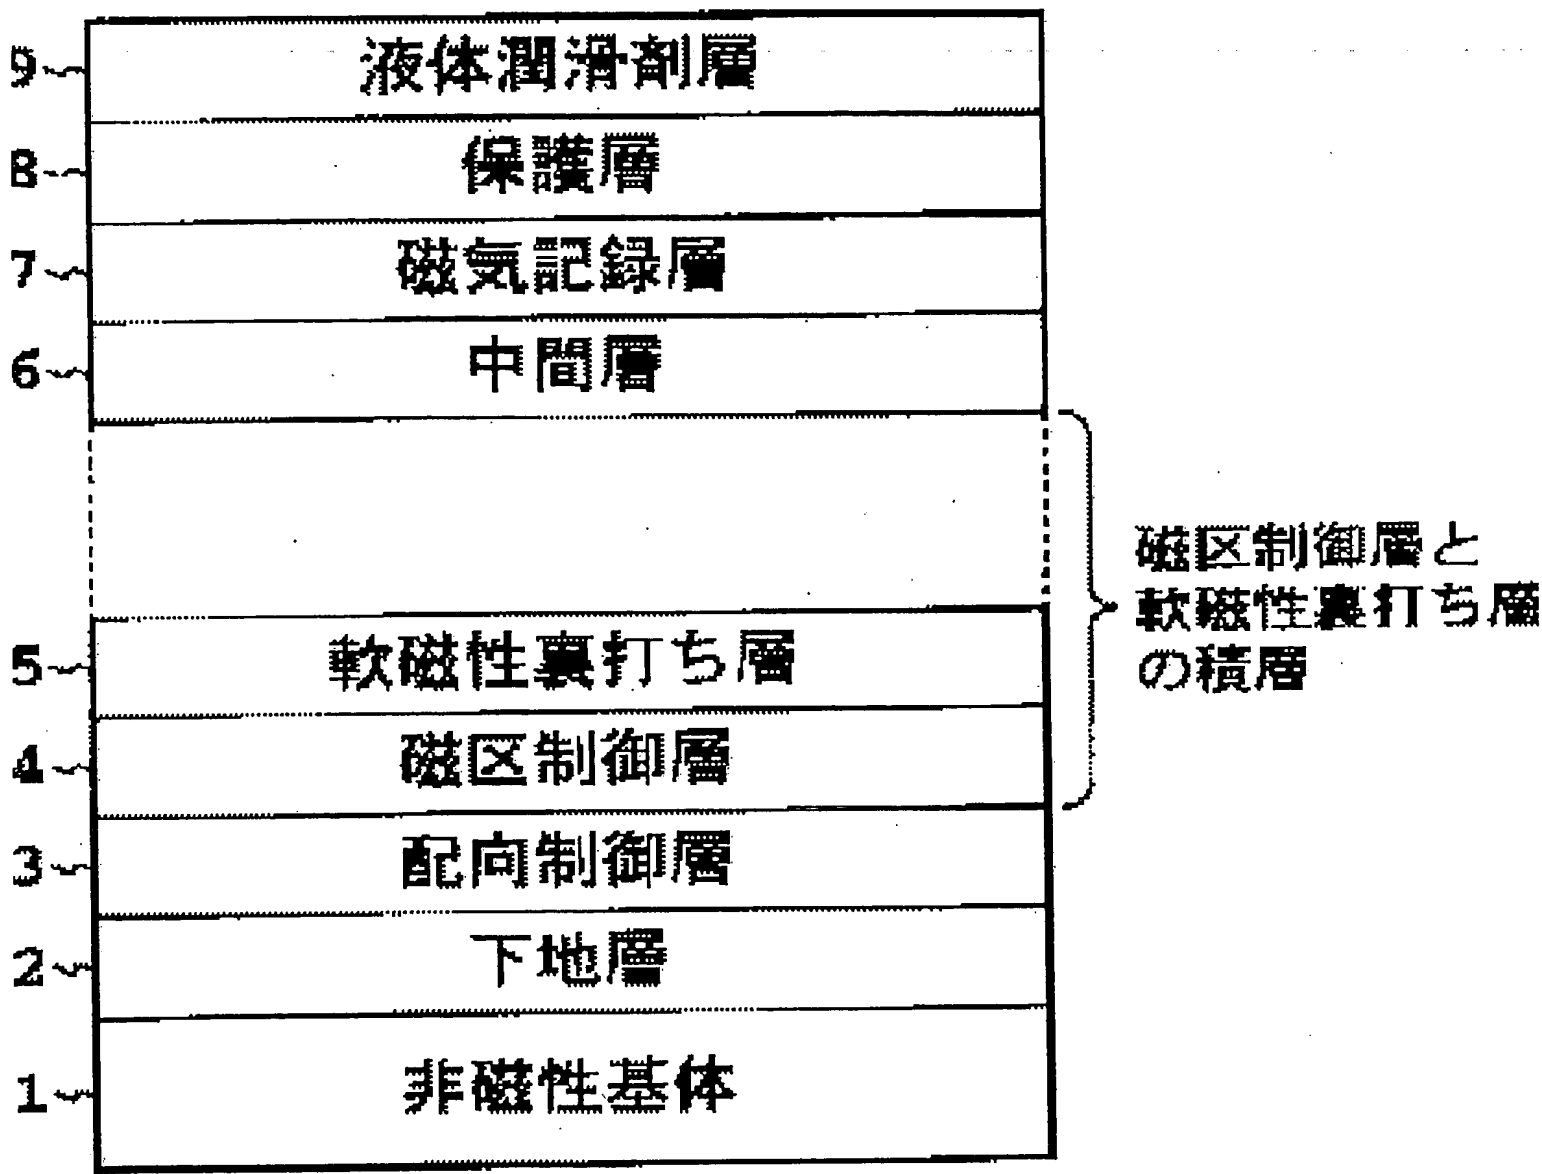 9 液体潤滑剤層
8 保護層
7 磁気記録層
6 中間層
磁区制御層と
軟磁性裏打ち層
の積層
5 軟磁性裏打ち層
4 磁区制御層
3 配向制御層
2 下地層
1 非磁性基体